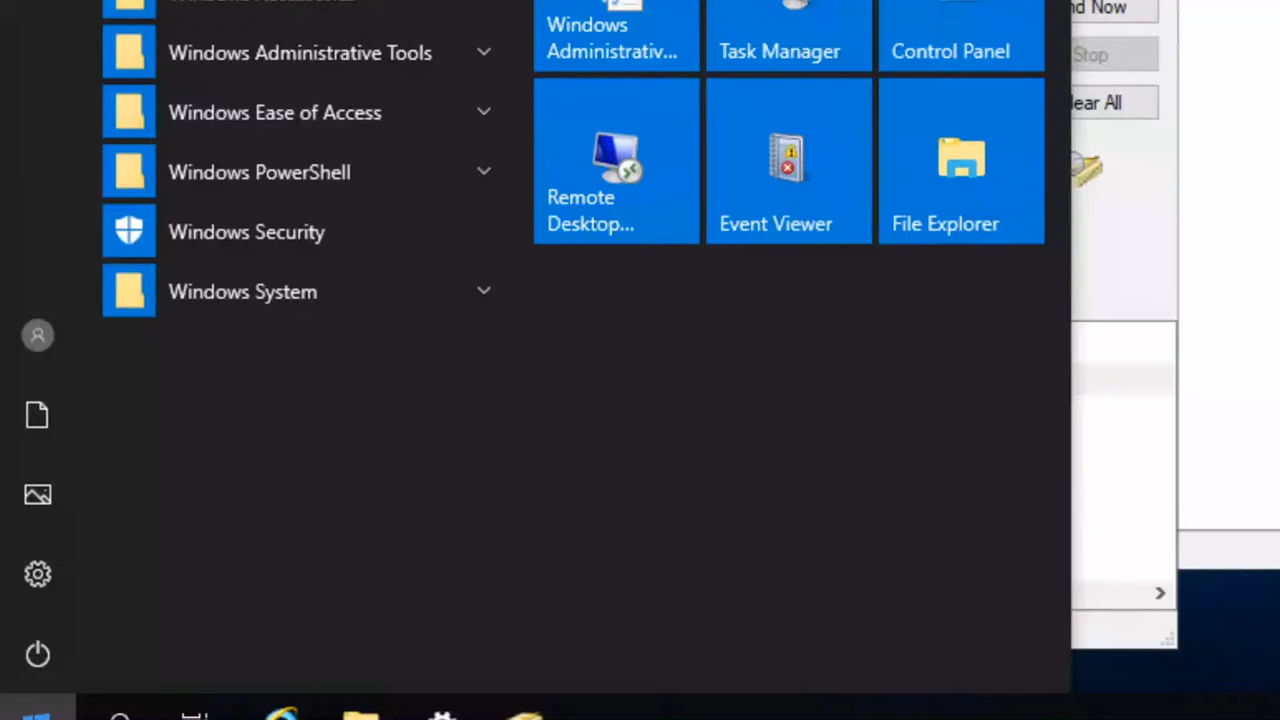 Windows
Administrativ...
Task Manager
Control Panel
nd Now
Windows Administrative Tools
Stop
Windows Ease of Access
ear All
Windows PowerShell
Remote
Desktop...
Event Viewer
File Explorer
Windows Security
Windows System